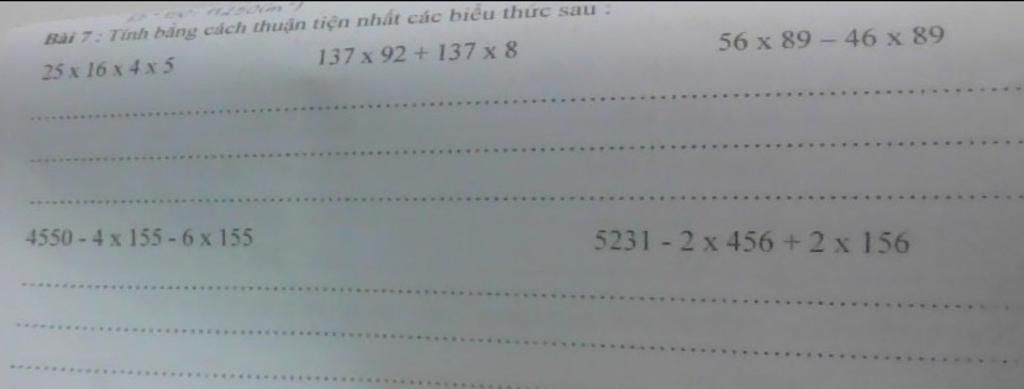 Bài 7 : Tính bằng cách thuận tiện nhất các biểu thức sau :
25 x 16 x 4 x 5 137 x 92 + 137 x 8 56 x 89 – 46 x 89
4550 - 4 x 155 - 6 x 155 5231 - 2 x 456 + 2 x 156